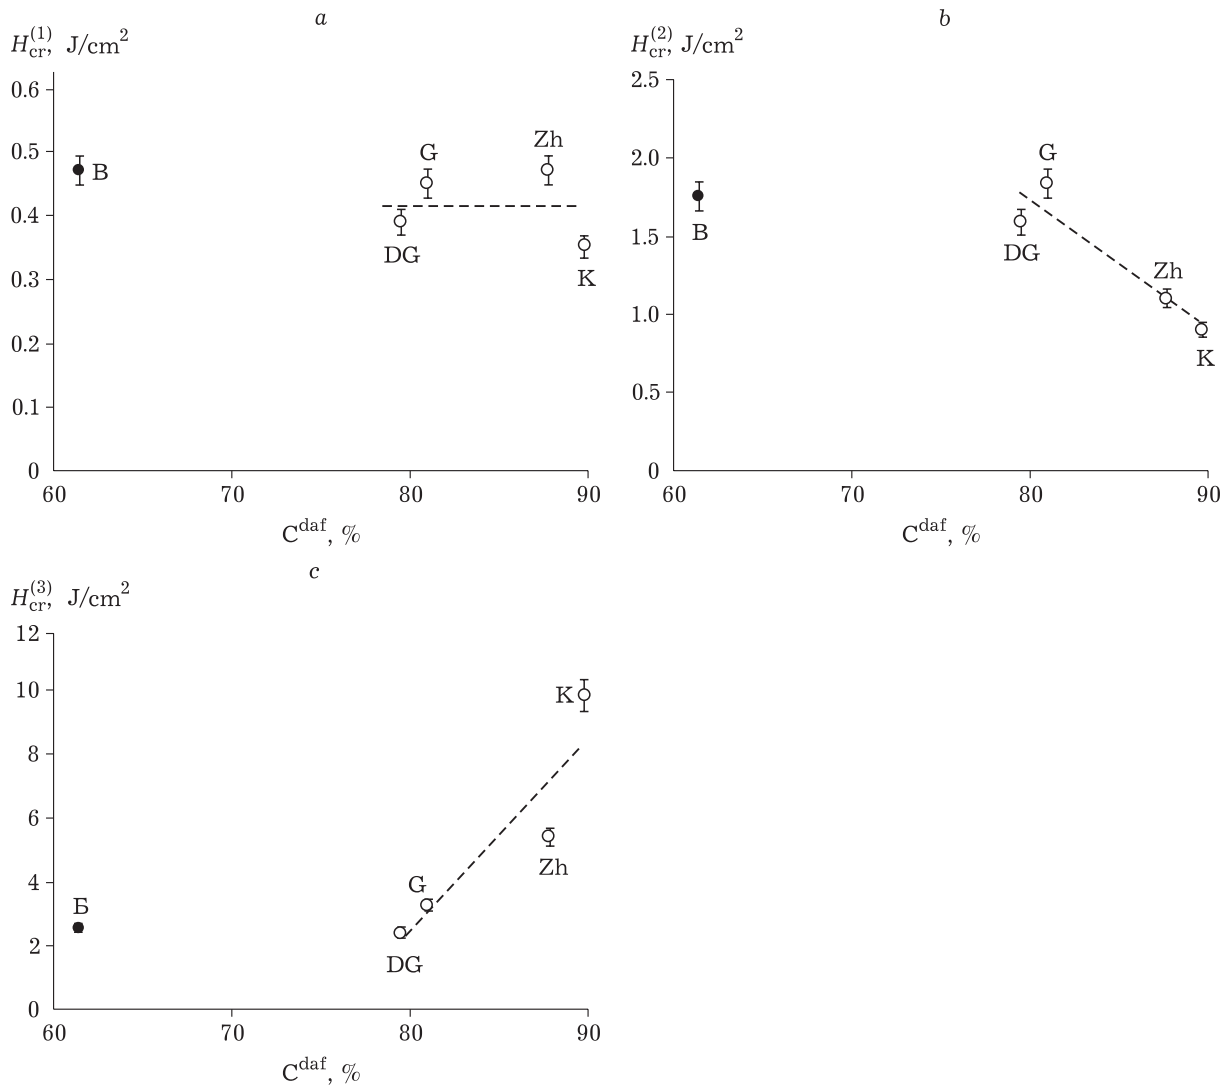 a
H_cr^(1), J/cm^2
0.6
0.5
0.4
0.3
0.2
0.1
0
B
G
Zh
DG
K
60 70 80 90
C^daf, %
b
H_cr^(2), J/cm^2
2.5
2.0
1.5
1.0
0.5
0
B
G
DG
Zh
K
60 70 80 90
C^daf, %
c
H_cr^(3), J/cm^2
12
10
8
6
4
2
0
K
Zh
G
Б
DG
60 70 80 90
C^daf, %